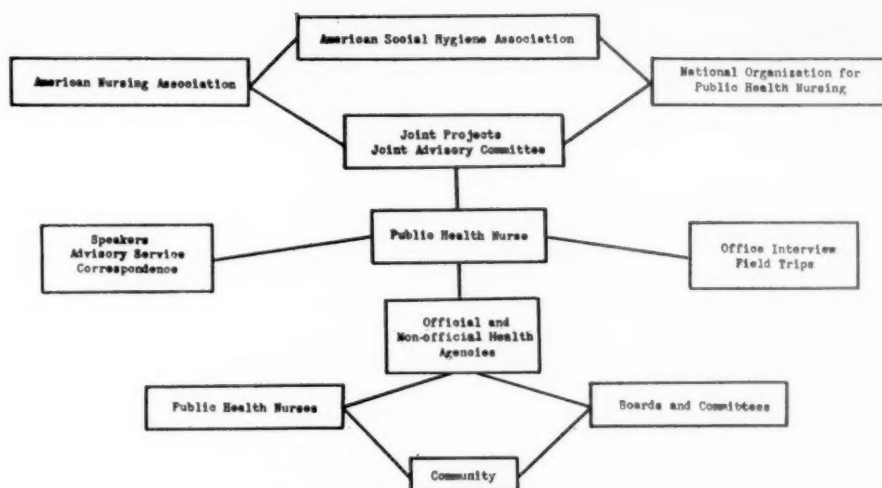 American Social Hygiene Association
American Nursing Association
National Organization for
Public Health Nursing
Joint Projects
Joint Advisory Committee
Public Health Nurse
Speakers
Advisory Service
Correspondence
Office Interview
Field Trips
Official and
Non-official Health
Agencies
Public Health Nurses
Boards and Committees
Community